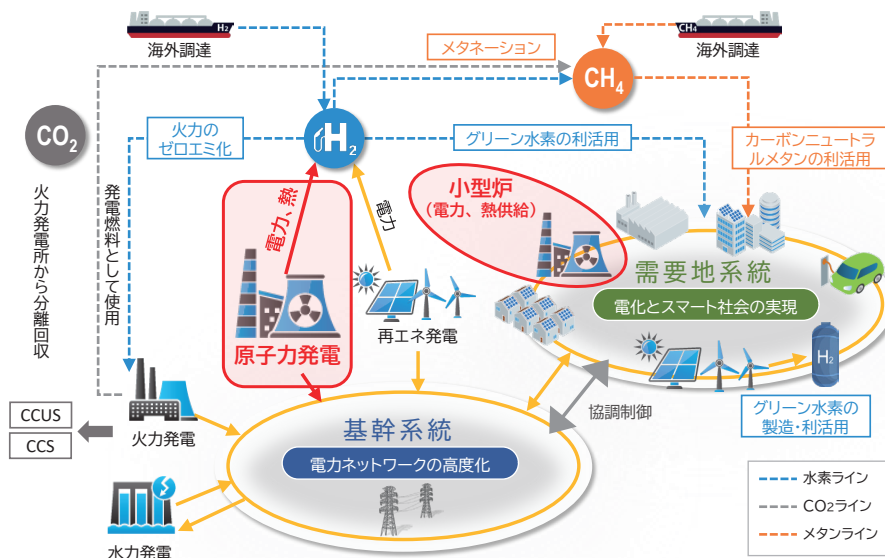 H₂
海外調達
メタネーション
CH₄
海外調達
CH₄
CO₂
火力の
ゼロエミ化
H₂
グリーン水素の利活用
カーボンニュートラ
ルメタンの利活用
火力発電所から分離回収
発電燃料として使用
電力、熱
電力
小型炉
(電力、熱供給)
原子力発電
再エネ発電
需要地系統
電化とスマート社会の実現
H₂
グリーン水素の
製造・利活用
CCUS
CCS
火力発電
協調制御
基幹系統
電力ネットワークの高度化
水力発電
水素ライン
CO2ライン
メタンライン